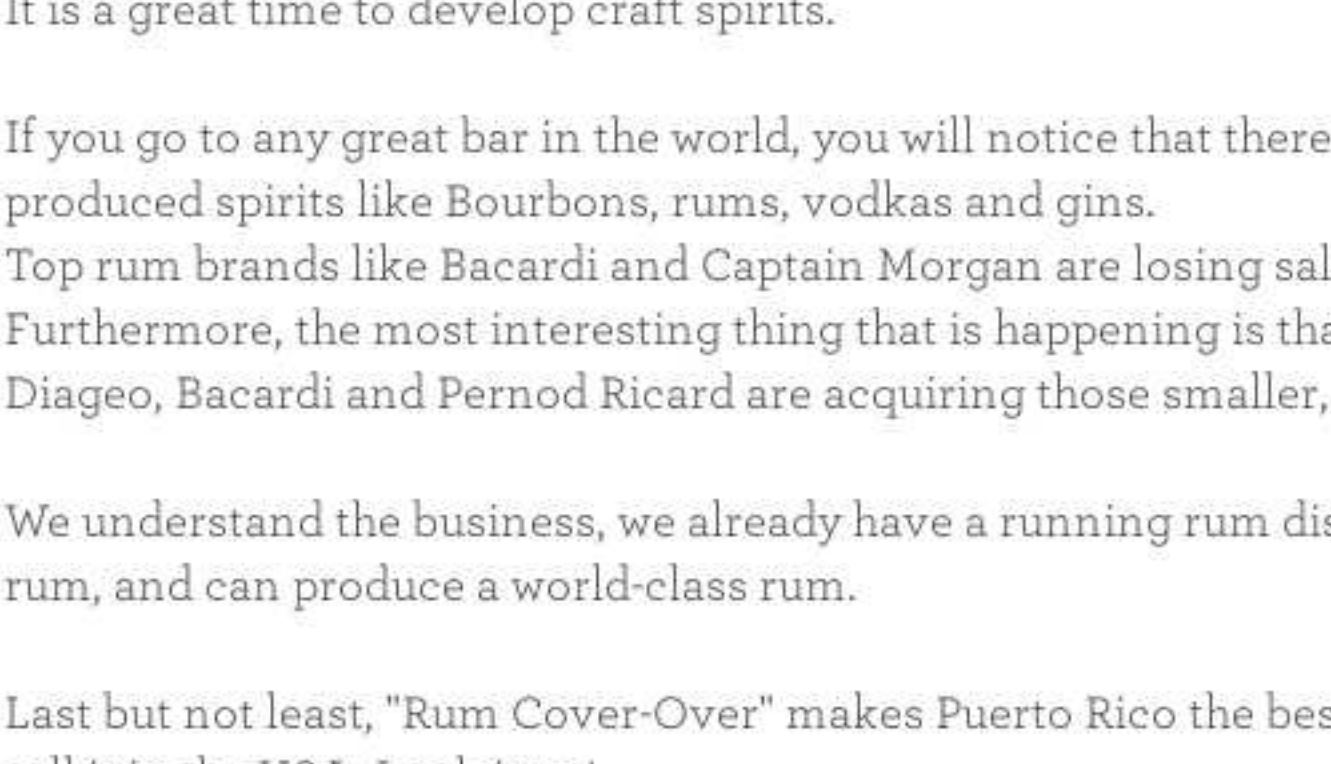 It is a great time to develop craft spirits.
If you go to any great bar in the world, you will notice that there
produced spirits like Bourbons, rums, vodkas and gins.
Top rum brands like Bacardi and Captain Morgan are losing sal
Furthermore, the most interesting thing that is happening is tha
Diageo, Bacardi and Pernod Ricard are acquiring those smaller,
We understand the business, we already have a running rum dis
rum, and can produce a world-class rum.
Last but not least, "Rum Cover-Over" makes Puerto Rico the bes